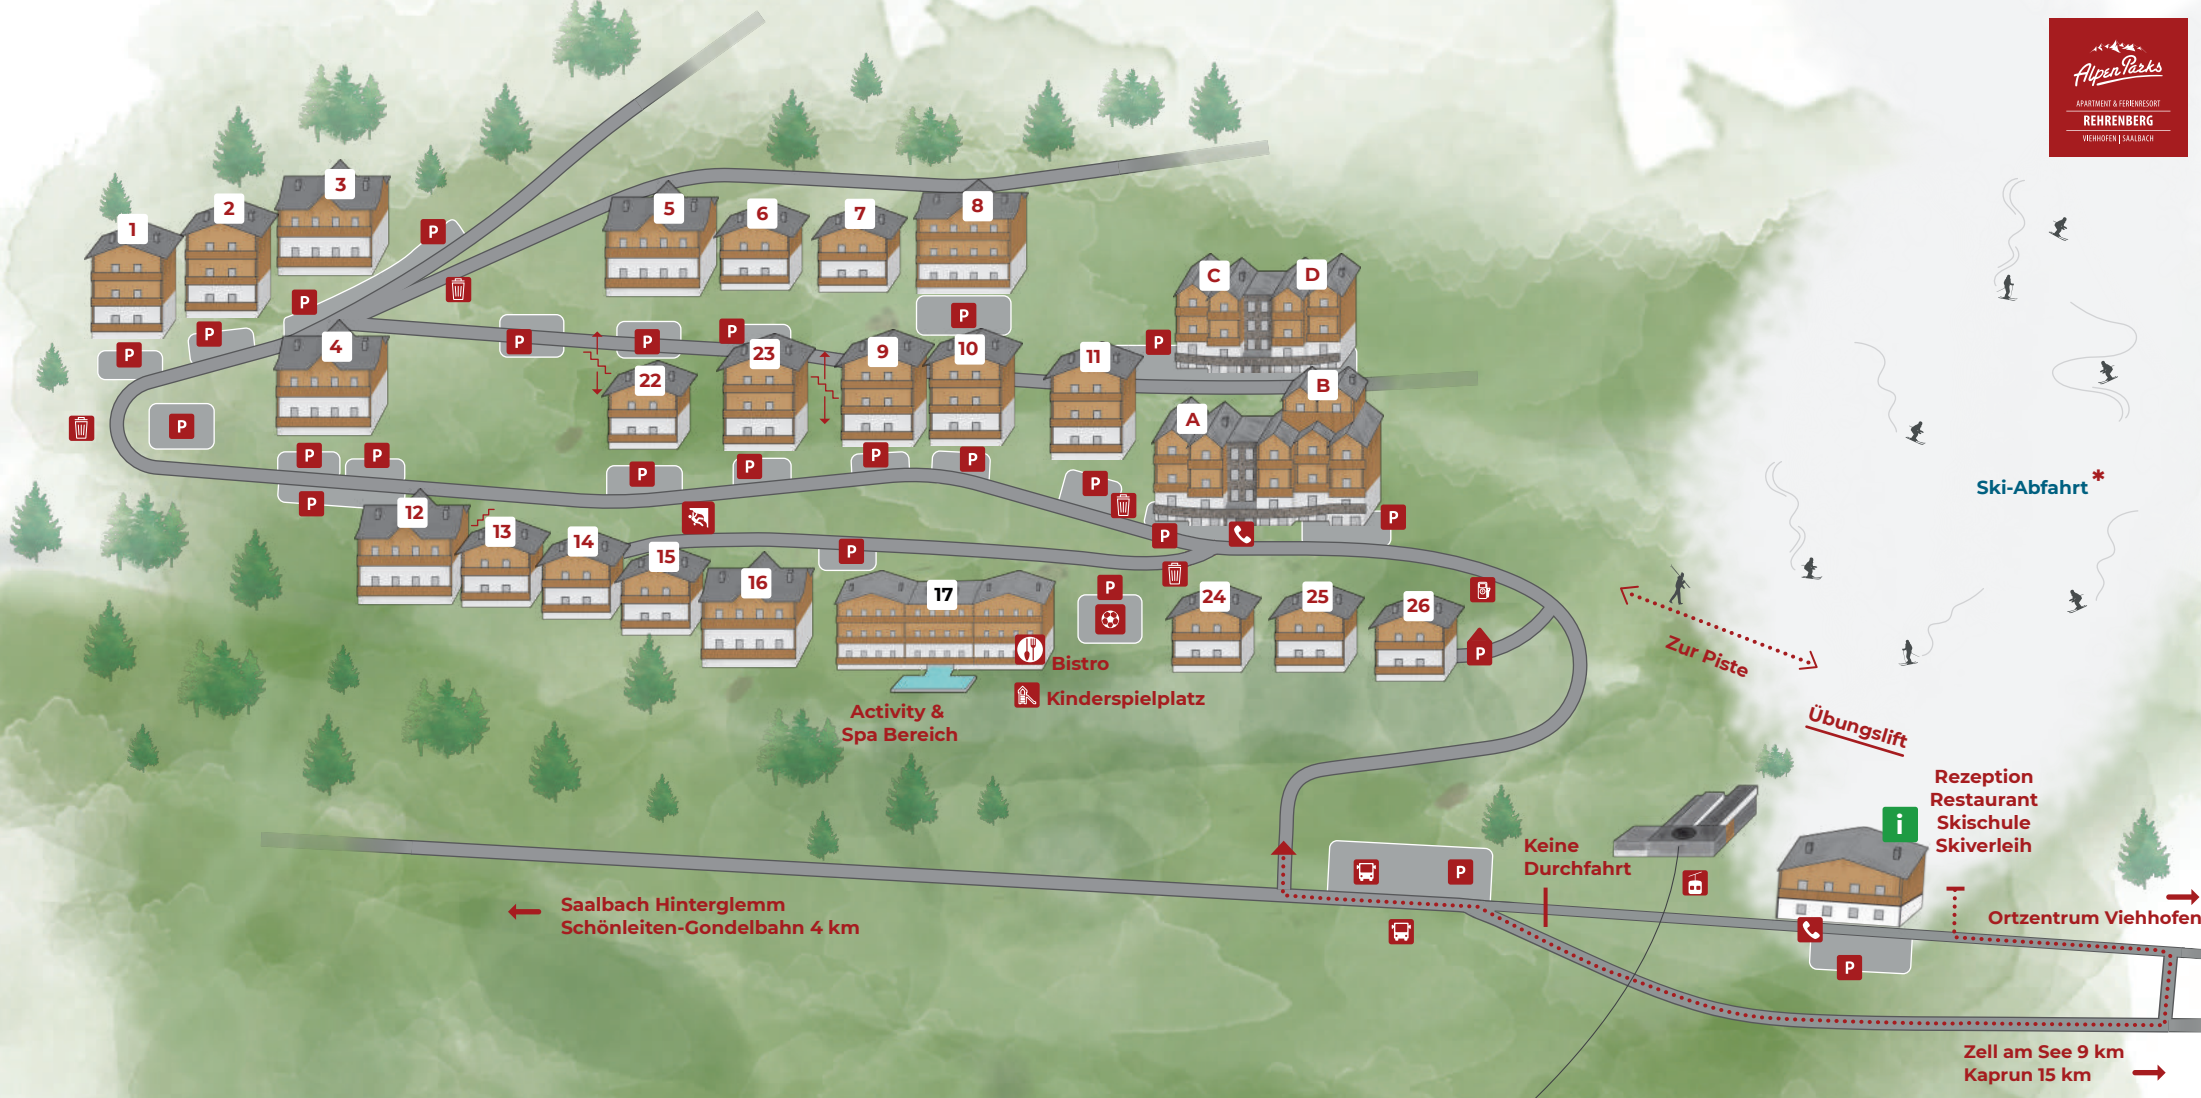 Alpen Parks
APARTMENT & FERIENRESORT
REHRENBERG
VIEHHOFEN | SAALBACH
3
1
2
5
6
7
8
P
P
P
P
P
C
D
P
P
P
P
P
4
23
9
10
11
22
B
A
P
P
P
P
P
P
P
P
P
P
P
P
12
13
14
15
16
17
P
P
24
25
26
P
Bistro
Kinderspielplatz
Activity &
Spa Bereich
Ski-Abfahrt *
Zur Piste
Übungslift
Rezeption
Restaurant
Skischule
Skiverleih
i
Keine
Durchfahrt
P
P
Ortzentrum Viehhofen
Saalbach Hinterglemm
Schönleiten-Gondelbahn 4 km
Zell am See 9 km
Kaprun 15 km